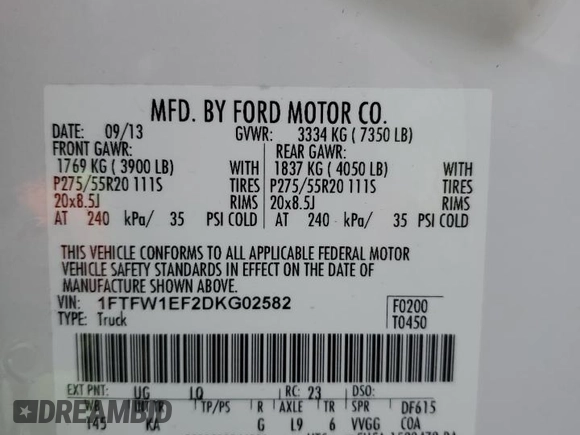 MFD. BY FORD MOTOR CO.
DATE: 09/13 GVWR: 3334 KG ( 7350 LB)
FRONT GAWR: REAR GAWR:
1769 KG ( 3900 LB) WITH 1837 KG ( 4050 LB) WITH
P275/55R20 111S TIRES P275/55R20 111S TIRES
20x8.5J RIMS 20x8.5J RIMS
AT 240 kPa/ 35 PSI COLD AT 240 kPa/ 35 PSI COLD
THIS VEHICLE CONFORMS TO ALL APPLICABLE FEDERAL MOTOR
VEHICLE SAFETY STANDARDS IN EFFECT ON THE DATE OF
MANUFACTURE SHOWN ABOVE.
VIN: 1FTFW1EF2DKG02582 F0200
TYPE: Truck T0450
EXT PNT: UG RC: 23 DSO:
TP/PS R AXLE TR SPR DF615
145 G L9 6 VVGG COA
DREAMBID